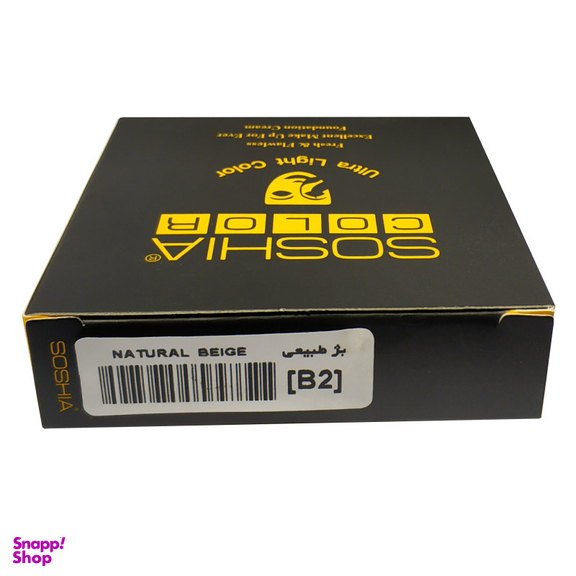 SOSHIA®
COLOR
Ultra Light Color
Fresh & Flawless
Excellent Make Up For Ever
Foundation Cream
SOSHIA®
NATURAL BEIGE بژ طبیعی
[B2]
Snapp!
Shop